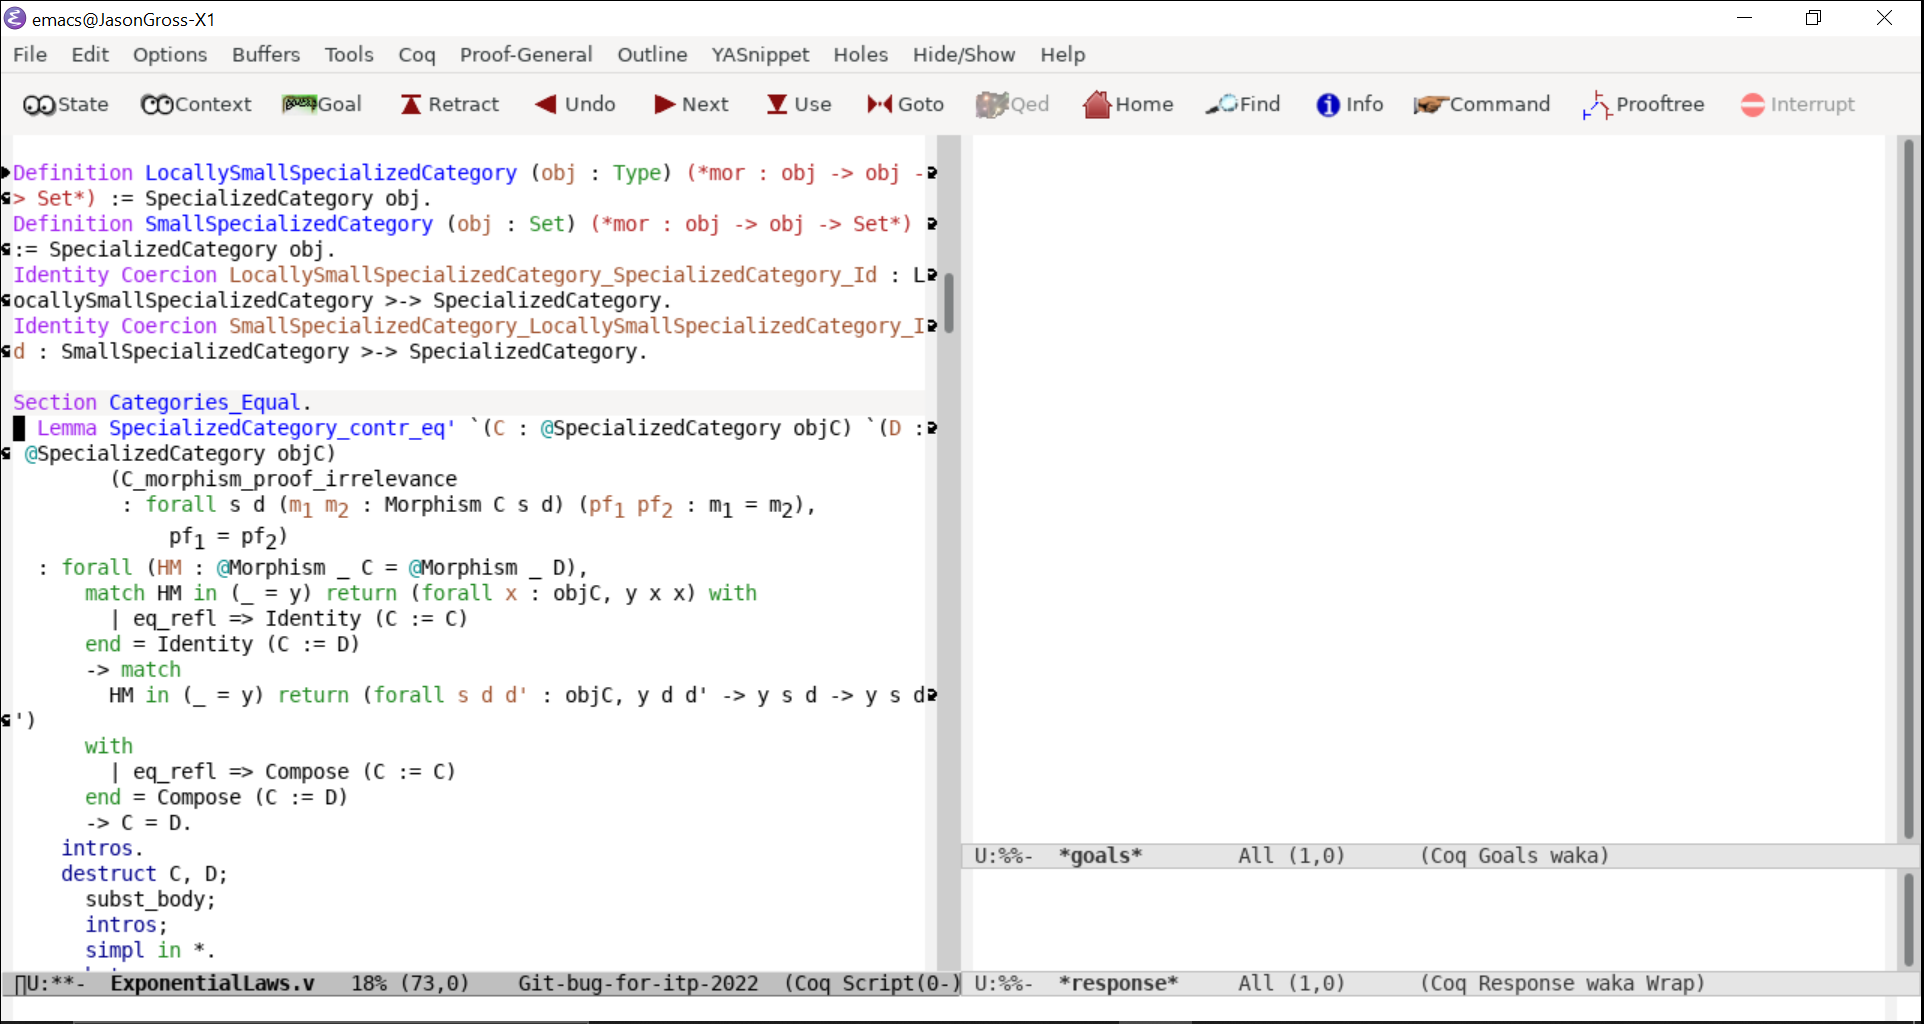 emacs@JasonGross-X1
File Edit Options Buffers Tools Coq Proof-General Outline YASnippet Holes Hide/Show Help
State Context Goal Retract Undo Next Use Goto Qed Home Find Info Command Prooftree Interrupt
Definition LocallySmallSpecializedCategory (obj : Type) (*mor : obj -> obj -
> Set*) := SpecializedCategory obj.
Definition SmallSpecializedCategory (obj : Set) (*mor : obj -> obj -> Set*)
:= SpecializedCategory obj.
Identity Coercion LocallySmallSpecializedCategory_SpecializedCategory_Id : L
ocallySmallSpecializedCategory >-> SpecializedCategory.
Identity Coercion SmallSpecializedCategory_LocallySmallSpecializedCategory_I
d : SmallSpecializedCategory >-> SpecializedCategory.
Section Categories_Equal.
Lemma SpecializedCategory_contr_eq' `(C : @SpecializedCategory objC) `(D :
@SpecializedCategory objC)
(C_morphism_proof_irrelevance
: forall s d (m1 m2 : Morphism C s d) (pf1 pf2 : m1 = m2),
pf1 = pf2)
: forall (HM : @Morphism _ C = @Morphism _ D),
match HM in (_ = y) return (forall x : objC, y x x) with
| eq_refl => Identity (C := C)
end = Identity (C := D)
-> match
HM in (_ = y) return (forall s d d' : objC, y d d' -> y s d -> y s d
')
with
| eq_refl => Compose (C := C)
end = Compose (C := D)
-> C = D.
intros.
destruct C, D;
subst_body;
intros;
simpl in *.
U:**- ExponentialLaws.v 18% (73,0) Git-bug-for-itp-2022 (Coq Script(0-)
U:%%- *goals* All (1,0) (Coq Goals waka)
U:%%- *response* All (1,0) (Coq Response waka Wrap)